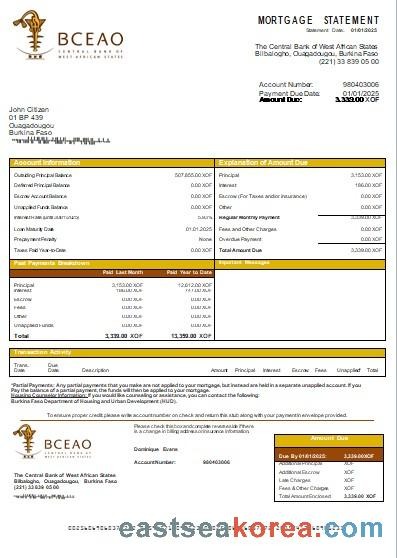 BCEAO
CENTRAL BANK OF
WEST AFRICAN STATES
MORTGAGE STATEMENT
Statement Date: 01/01/2025
The Central Bank of West African States
Bilbalogho, Ouagadougou, Burkina Faso
(221) 33 839 05 00
Account Number: 980403006
Payment Due Date: 01/01/2025
Amount Due: 3,339.00 XOF
John Citizen
01 BP 439
Ouagadougou
Burkina Faso
Account Information
Outstanding Principal Balance 507,855.00 XOF
Deferred Principal Balance 0.00 XOF
Escrow Account Balance 0.00 XOF
Unapplied Funds Balance 0.00 XOF
Loan Maturity Date 01.01.2025
Prepayment Penalty None
Taxes Paid Year-to-Date 0.00 XOF
Explanation of Amount Due
Principal 3,153.00 XOF
Interest 186.00 XOF
Escrow (For Taxes and/or insurance) 0.00 XOF
Other 0.00 XOF
Regular Monthly Payment 3,339.00 XOF
Fees and Other Charges 0.00 XOF
Overdue Payment 0.00 XOF
Total Amount Due 3,339.00 XOF
Past Payments Breakdown
Paid Last Month Paid Year to Date
Principal 3,153.00 XOF 12,612.00 XOF
Interest 186.00 XOF 747.00 XOF
Escrow 0.00 XOF 0.00 XOF
Fees 0.00 XOF 0.00 XOF
Other 0.00 XOF 0.00 XOF
Unapplied Funds 0.00 XOF 0.00 XOF
Total 3,339.00 XOF 13,359.00 XOF
Important Messages
Transaction Activity
Trans. Date Due Date Description Amount Principal Interest Escrow Fees Unapplied* Total
*Partial Payments: Any partial payments that you make are not applied to your mortgage, but instead are held in a separate unapplied account. If you
Pay the balance of a partial payment, the funds will then be applied to your mortgage.
Housing Counselor Information: If you would like counseling or assistance, you can contact the following:
Burkina Faso Department of Housing and Urban Development (HUD).
To ensure proper credit please write account number on check and return this stub along with your payment in envelope provided.
BCEAO
CENTRAL BANK OF
WEST AFRICAN STATES
The Central Bank of West African States
Bilbalogho, Ouagadougou, Burkina Faso
(221) 33 839 05 00
Please check this box and complete reverse side if there
is a change in billing address or insurance information.
Dominique Evans
Account Number: 980403006
Amount Due
Due By 01/01/2025: 3,339.00 XOF
Additional Principal XOF
Additional Escrow XOF
Late Charges XOF
Fees & Other Charges XOF
Total Amount Enclosed 3,339.00 XOF
eastseakorea.com